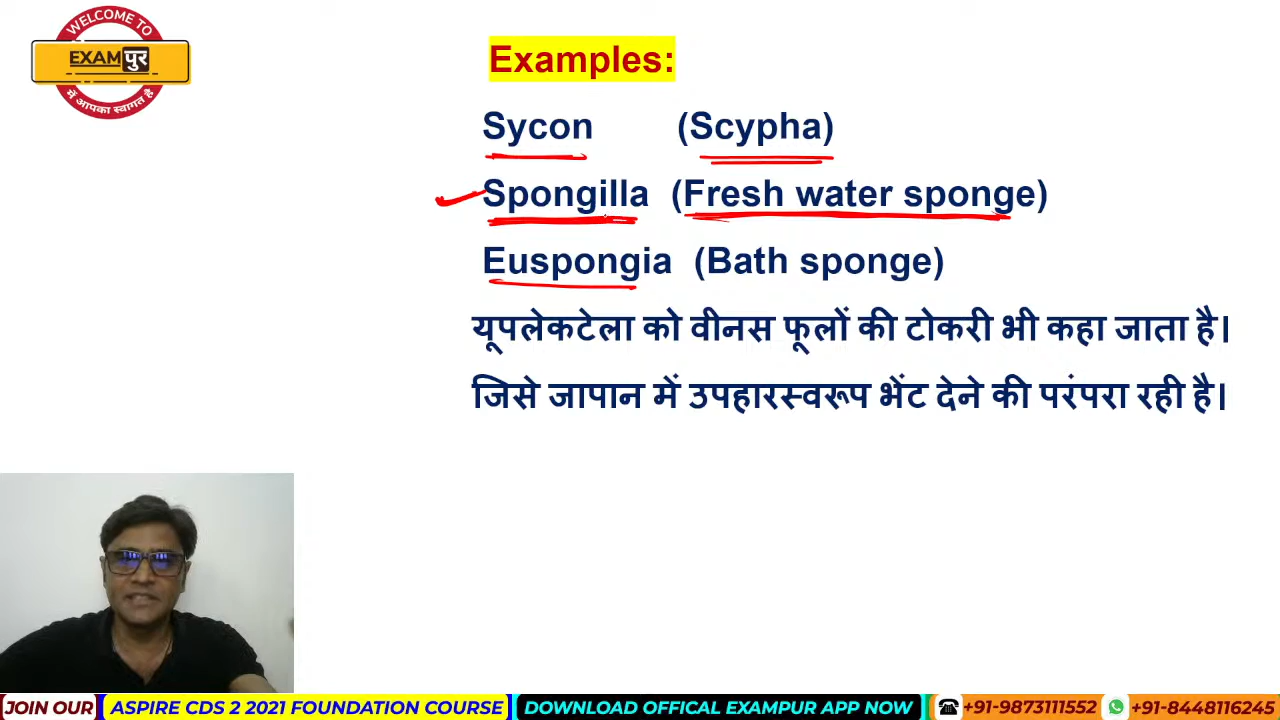 WELCOME TO
EXAMपुर
में आपका स्वागत है
Examples:
Sycon (Scypha)
Spongilla (Fresh water sponge)
Euspongia (Bath sponge)
यूपलेकटेला को वीनस फूलों की टोकरी भी कहा जाता है।
जिसे जापान में उपहारस्वरूप भेंट देने की परंपरा रही है।
JOIN OUR ASPIRE CDS 2 2021 FOUNDATION COURSE DOWNLOAD OFFICAL EXAMPUR APP NOW +91-9873111552 +91-8448116245